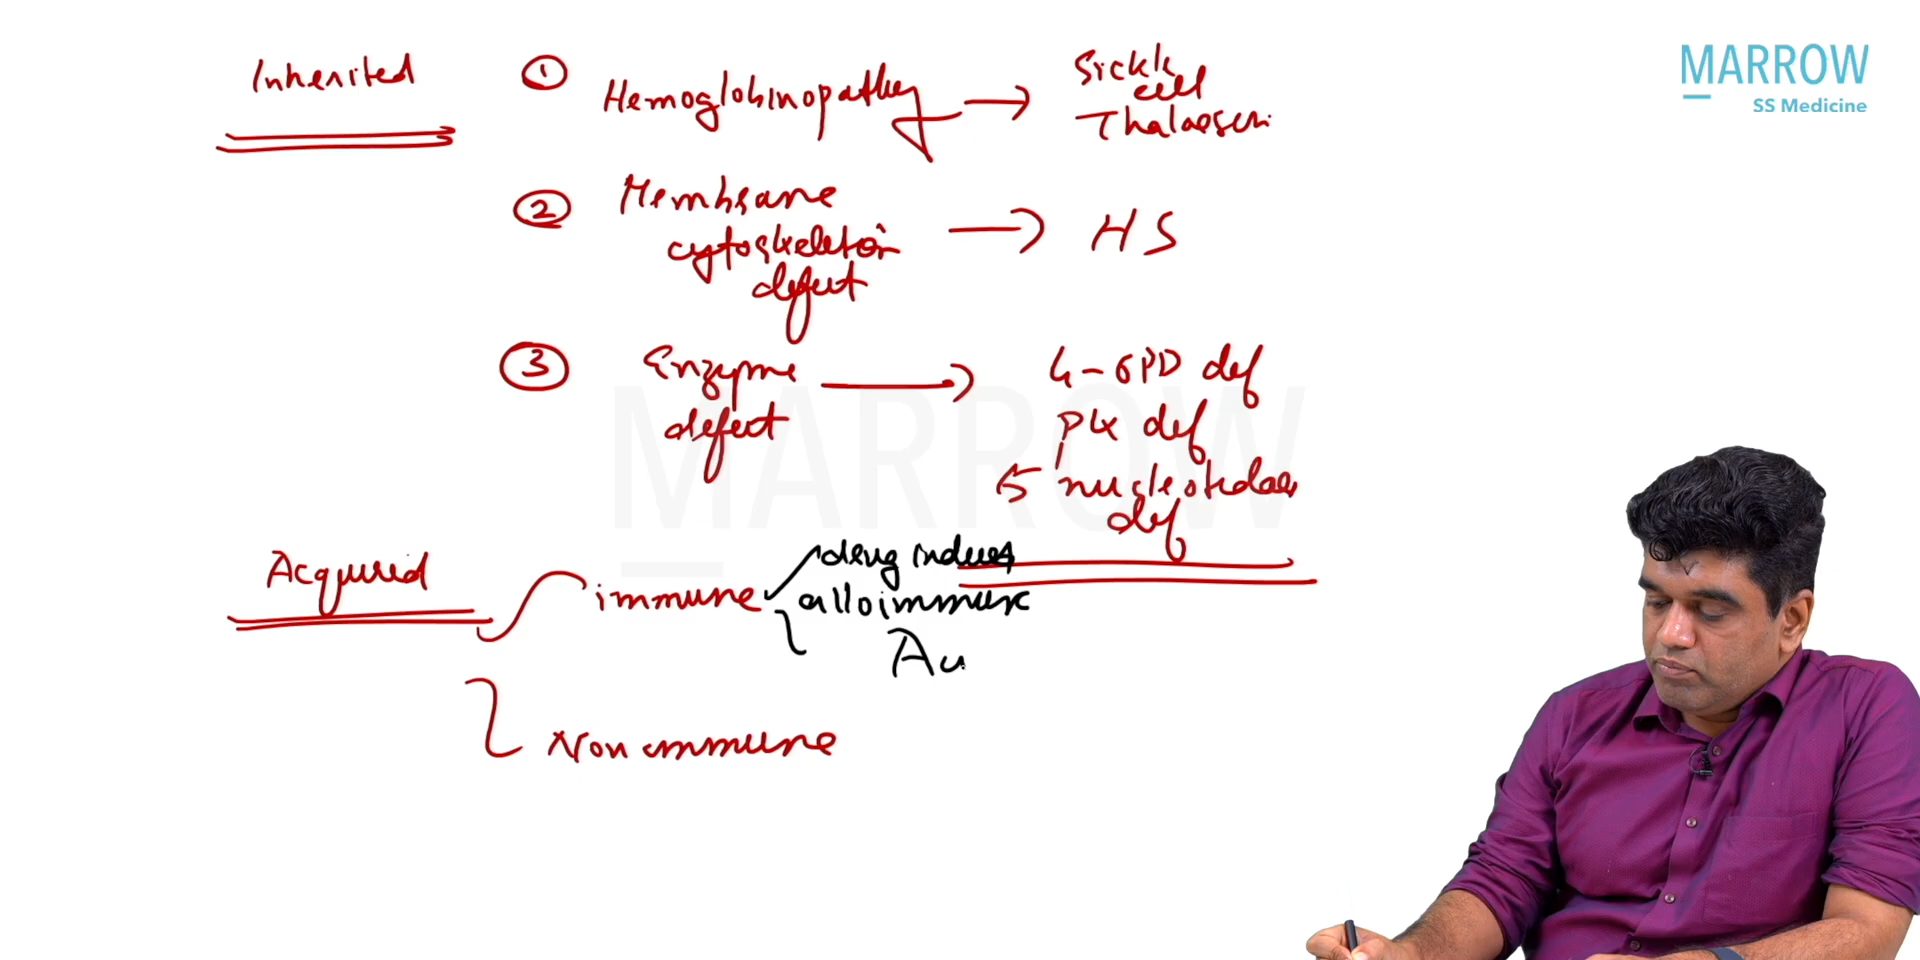 Inherited
① Hemoglobinopathy → Sickle cell
Thalassem
② Membrane cytoskeleton defect → HS
③ Enzyme defect → G-6PD def
PK def
5 nucleotidase def
Acquired
immune
drug induced
alloimmune
Au
Non immune
MARROW
SS Medicine
MARROW